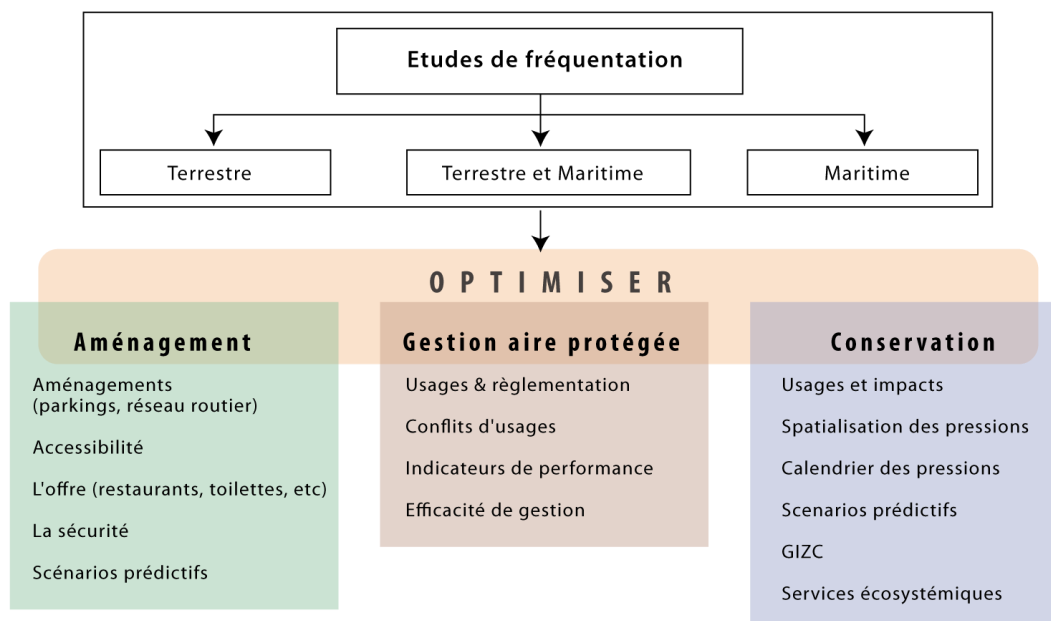 Etudes de fréquentation
Terrestre
Terrestre et Maritime
Maritime
OPTIMISER
Aménagement
Aménagements
(parkings, réseau routier)
Accessibilité
L'offre (restaurants, toilettes, etc)
La sécurité
Scénarios prédictifs
Gestion aire protégée
Usages & règlementation
Conflits d'usages
Indicateurs de performance
Efficacité de gestion
Conservation
Usages et impacts
Spatialisation des pressions
Calendrier des pressions
Scenarios prédictifs
GIZC
Services écosystémiques